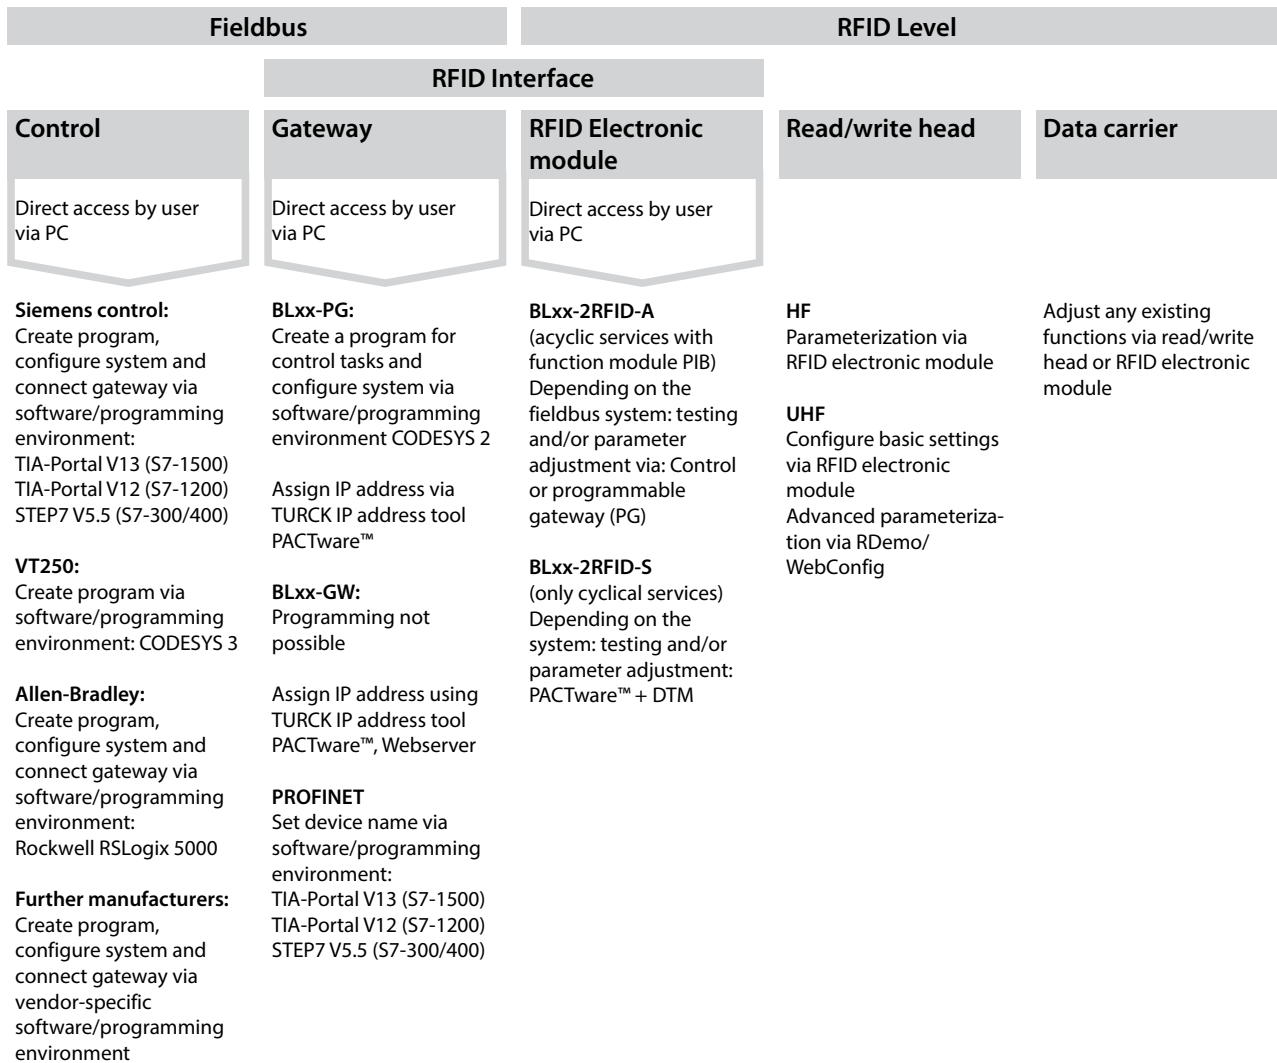 Fieldbus
RFID Level
RFID Interface
Control
Direct access by user
via PC
Siemens control:
Create program,
configure system and
connect gateway via
software/programming
environment:
TIA-Portal V13 (S7-1500)
TIA-Portal V12 (S7-1200)
STEP7 V5.5 (S7-300/400)
VT250:
Create program via
software/programming
environment: CODESYS 3
Allen-Bradley:
Create program,
configure system and
connect gateway via
software/programming
environment:
Rockwell RSLogix 5000
Further manufacturers:
Create program,
configure system and
connect gateway via
vendor-specific
software/programming
environment
Gateway
Direct access by user
via PC
BLxx-PG:
Create a program for
control tasks and
configure system via
software/programming
environment CODESYS 2
Assign IP address via
TURCK IP address tool
PACTware™
BLxx-GW:
Programming not
possible
Assign IP address using
TURCK IP address tool
PACTware™, Webserver
PROFINET
Set device name via
software/programming
environment:
TIA-Portal V13 (S7-1500)
TIA-Portal V12 (S7-1200)
STEP7 V5.5 (S7-300/400)
RFID Electronic
module
Direct access by user
via PC
BLxx-2RFID-A
(acyclic services with
function module PIB)
Depending on the
fieldbus system: testing
and/or parameter
adjustment via: Control
or programmable
gateway (PG)
BLxx-2RFID-S
(only cyclical services)
Depending on the
system: testing and/or
parameter adjustment:
PACTware™ + DTM
Read/write head
HF
Parameterization via
RFID electronic module
UHF
Configure basic settings
via RFID electronic
module
Advanced parameteriza-
tion via RDemo/
WebConfig
Data carrier
Adjust any existing
functions via read/write
head or RFID electronic
module